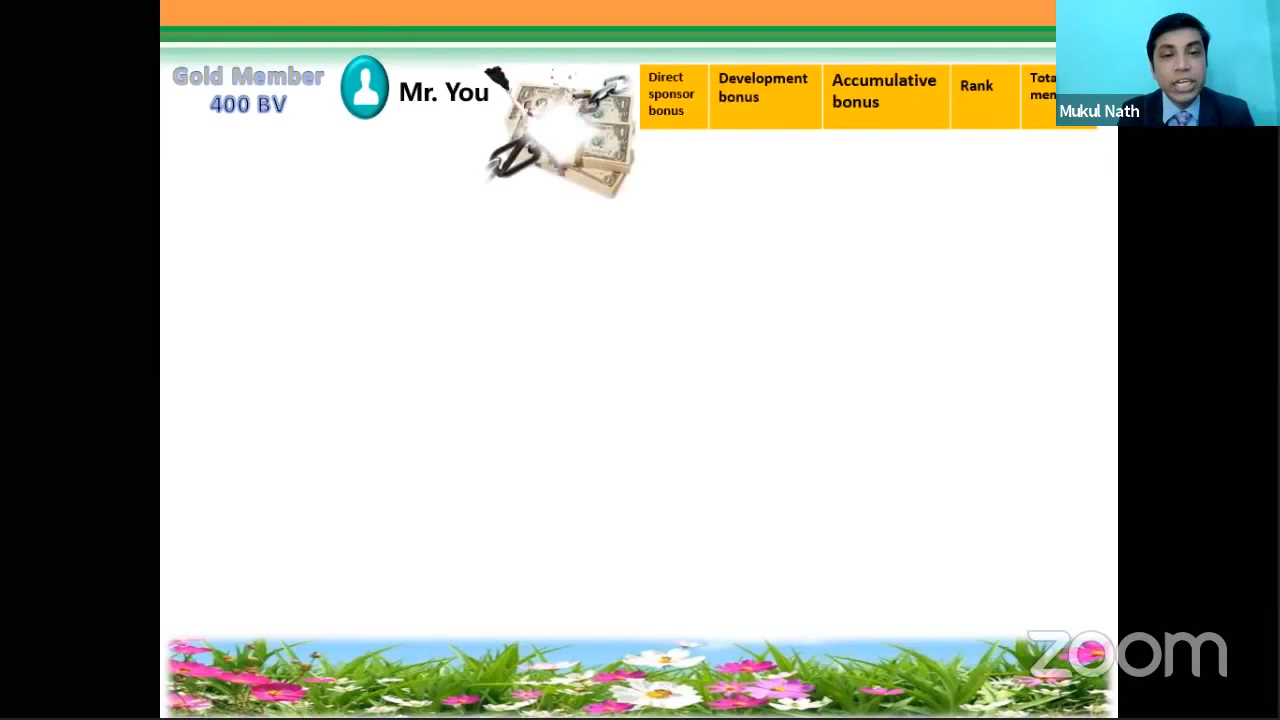 Gold Member
400 BV
Mr. You
Direct
sponsor
bonus
Development
bonus
Accumulative
bonus
Rank
Mukul Nath
zoom